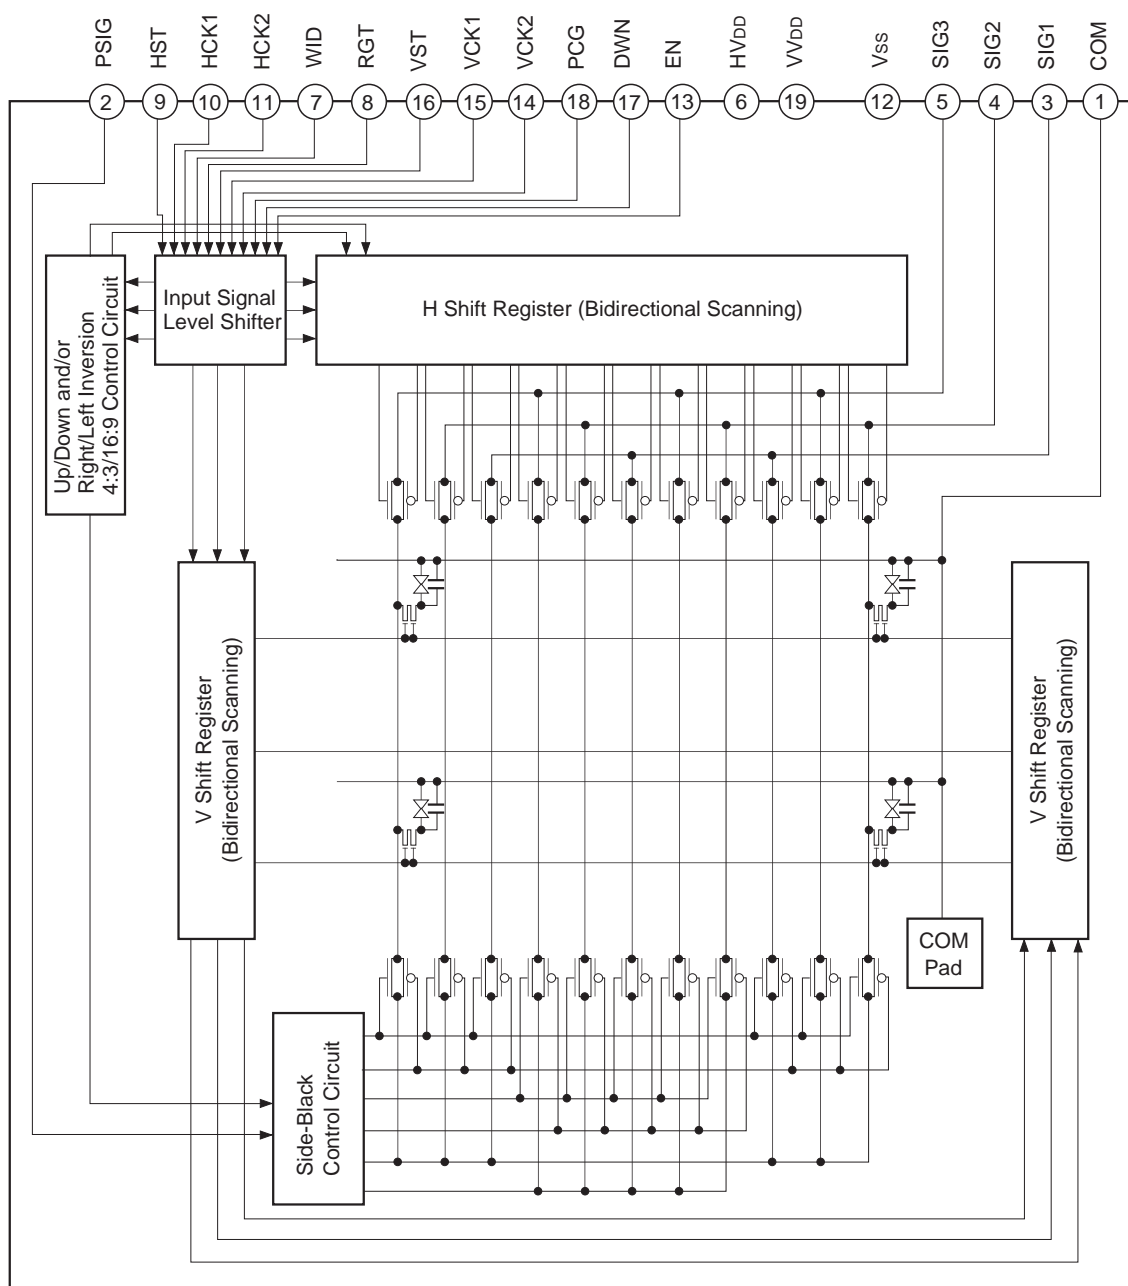 PSIG
HST
HCK1
HCK2
WID
RGT
VST
VCK1
VCK2
PCG
DWN
EN
HVDD
VVDD
VSS
SIG3
SIG2
SIG1
COM
2
9
10
11
7
8
16
15
14
18
17
13
6
19
12
5
4
3
1
Up/Down and/or
Right/Left Inversion
4:3/16:9 Control Circuit
Input Signal
Level Shifter
H Shift Register (Bidirectional Scanning)
V Shift Register
(Bidirectional Scanning)
V Shift Register
(Bidirectional Scanning)
COM
Pad
Side-Black
Control Circuit